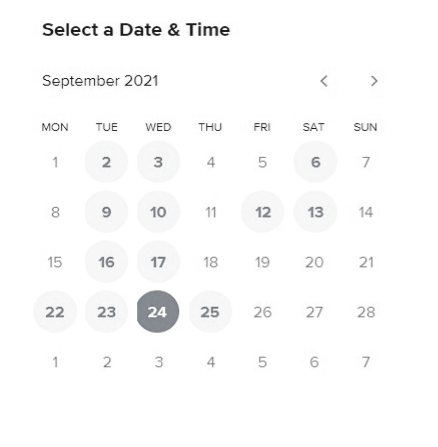 Select a Date & Time
September 2021
MON TUE WED THU FRI SAT SUN
1 2 3 4 5 6 7
8 9 10 11 12 13 14
15 16 17 18 19 20 21
22 23 24 25 26 27 28
1 2 3 4 5 6 7